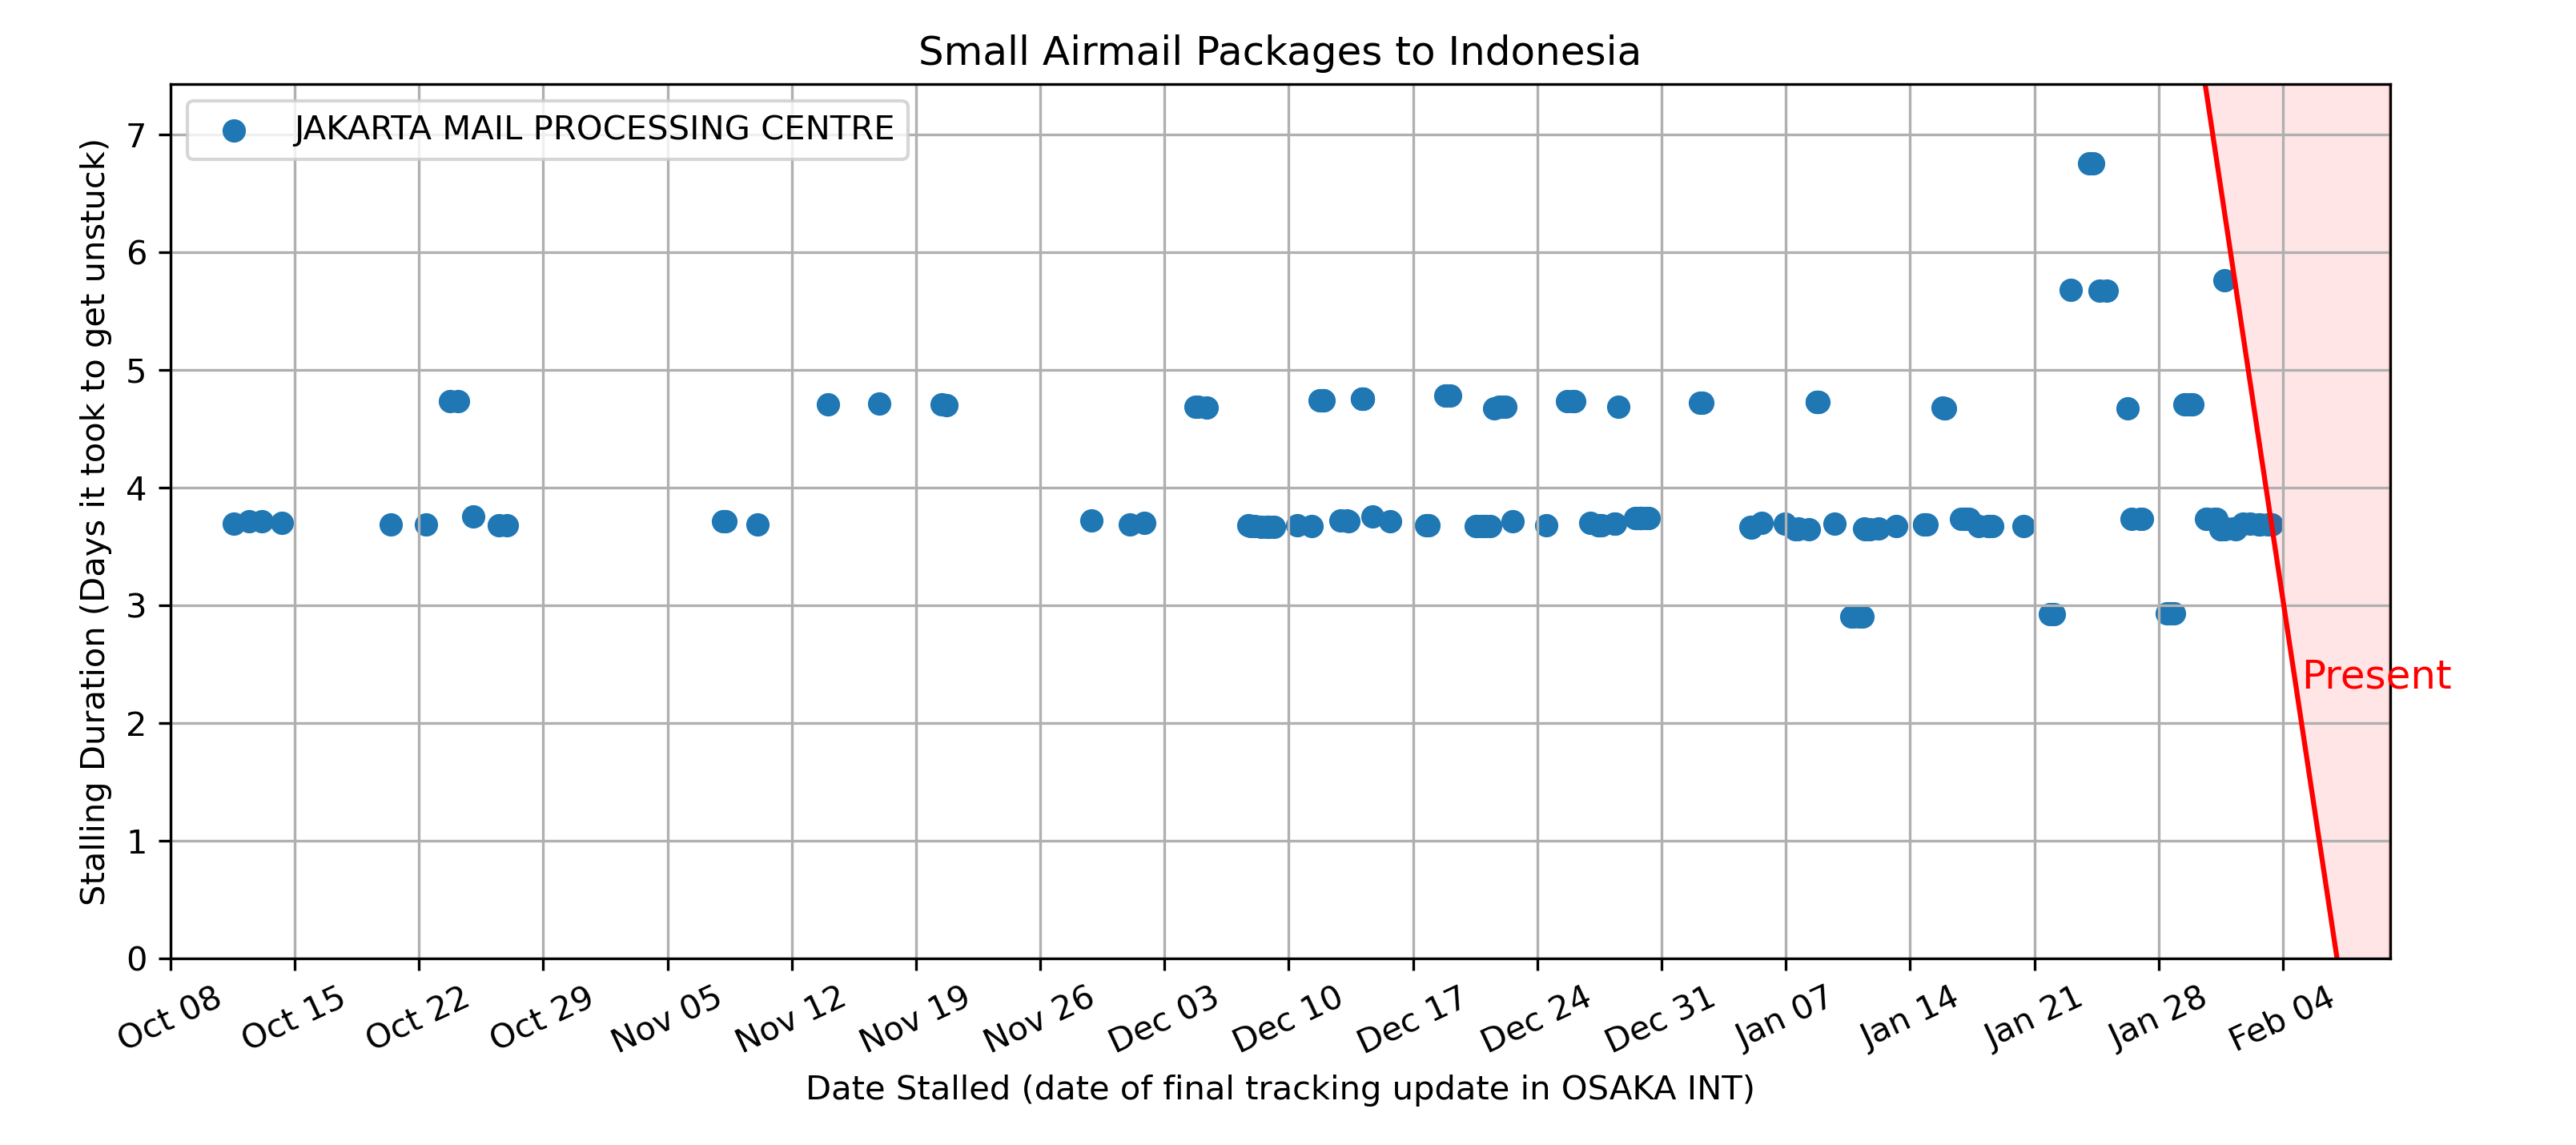 Small Airmail Packages to Indonesia
JAKARTA MAIL PROCESSING CENTRE
Stalling Duration (Days it took to get unstuck)
7
6
5
4
3
2
1
0
Present
Oct 08
Oct 15
Oct 22
Oct 29
Nov 05
Nov 12
Nov 19
Nov 26
Dec 03
Dec 10
Dec 17
Dec 24
Dec 31
Jan 07
Jan 14
Jan 21
Jan 28
Feb 04
Date Stalled (date of final tracking update in OSAKA INT)